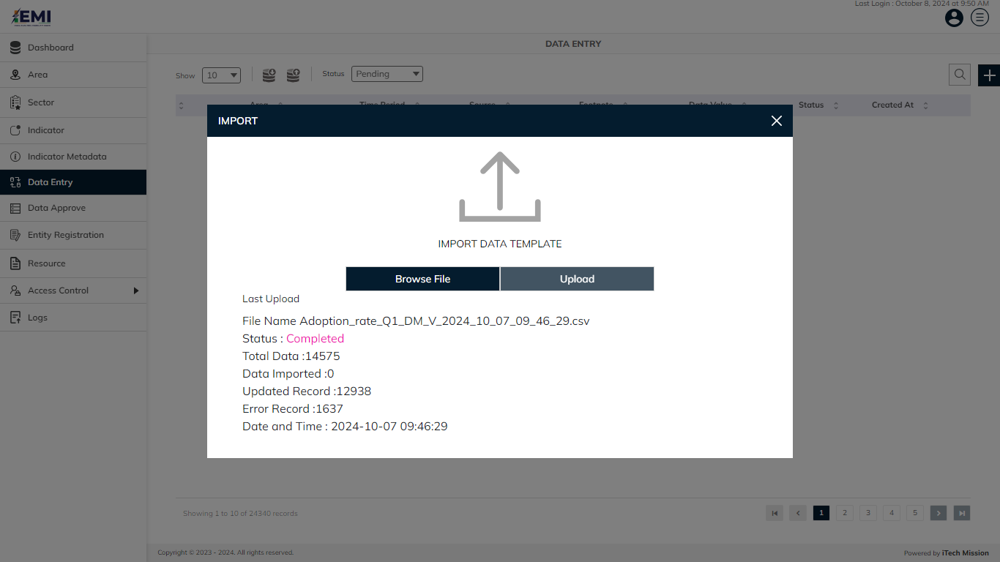 Last Login : October 8, 2024 at 9:50 AM
EMI
DATA ENTRY
Dashboard
Area
Sector
Indicator
Indicator Metadata
Data Entry
Data Approve
Entity Registration
Resource
Access Control
Logs
Show 10 Status Pending
Area Time Period Source Footnote Data Value Status Created At
IMPORT
IMPORT DATA TEMPLATE
Browse File Upload
Last Upload
File Name Adoption_rate_Q1_DM_V_2024_10_07_09_46_29.csv
Status : Completed
Total Data :14575
Data Imported :0
Updated Record :12938
Error Record :1637
Date and Time : 2024-10-07 09:46:29
Showing 1 to 10 of 24340 records
1 2 3 4 5
Copyright © 2023 - 2024. All rights reserved.
Powered by iTech Mission